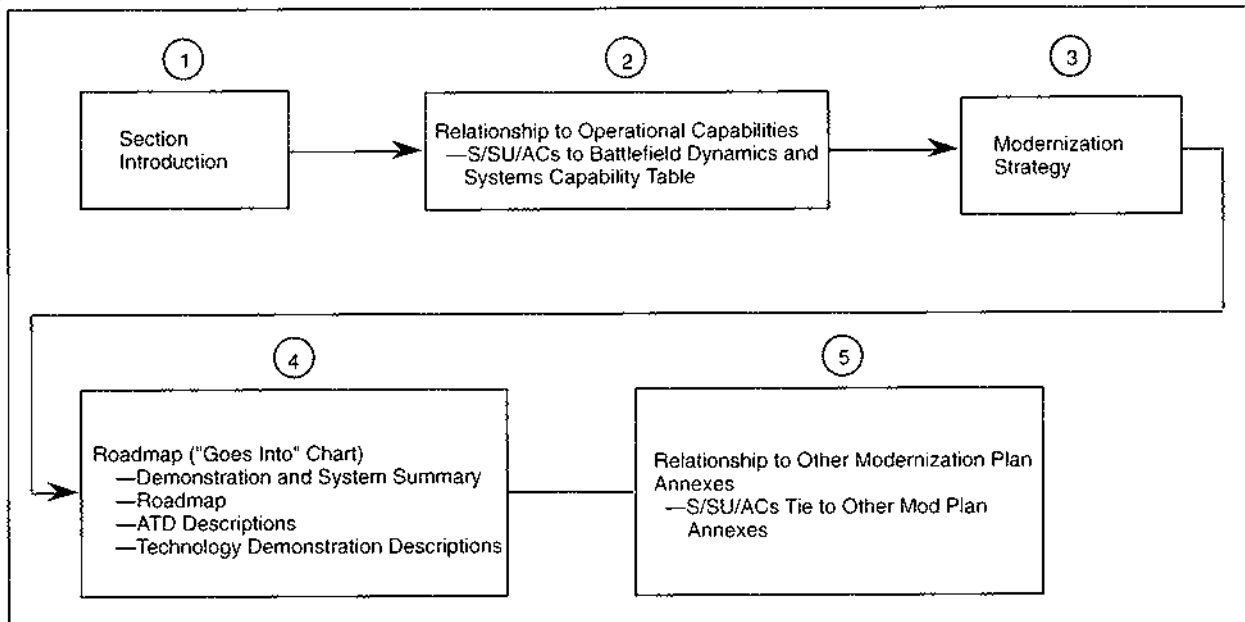 1
Section
Introduction
2
Relationship to Operational Capabilities
—S/SU/ACs to Battlefield Dynamics and
Systems Capability Table
3
Modernization
Strategy
4
Roadmap ("Goes Into" Chart)
—Demonstration and System Summary
—Roadmap
—ATD Descriptions
—Technology Demonstration Descriptions
5
Relationship to Other Modernization Plan
Annexes
—S/SU/ACs Tie to Other Mod Plan
Annexes